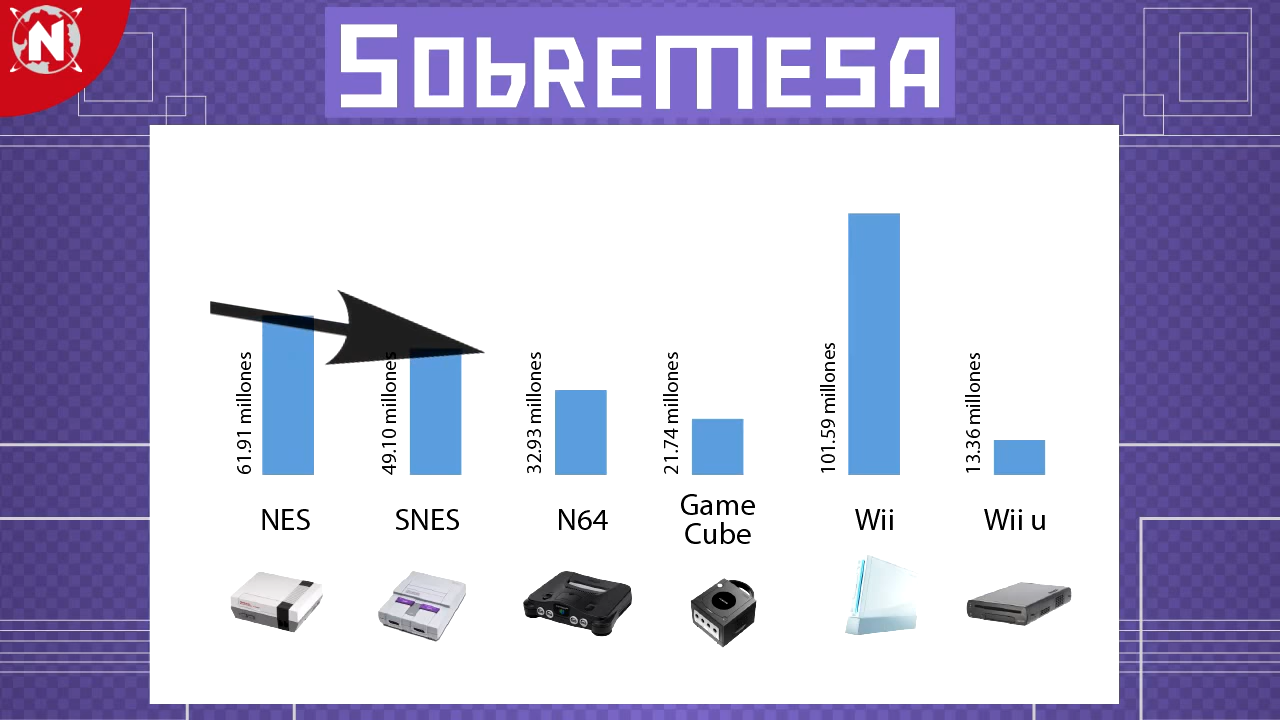 N
SOBREMESA
61.91 millones
49.10 millones
32.93 millones
21.74 millones
101.59 millones
13.36 millones
NES
SNES
N64
Game
Cube
Wii
Wii u